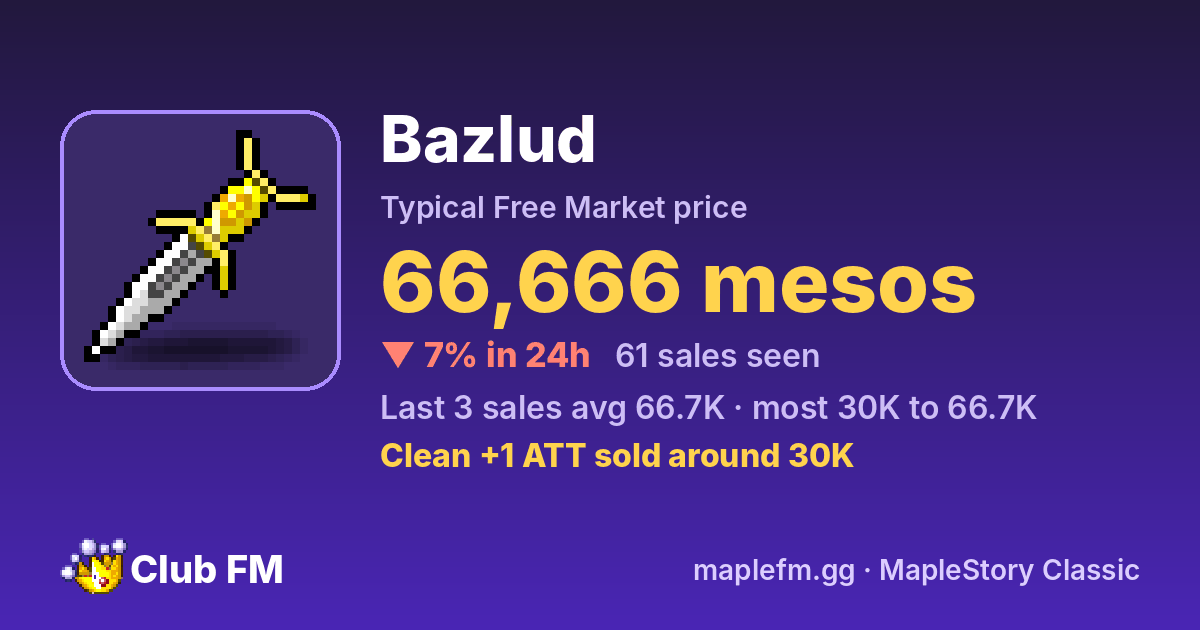 Bazlud
Typical Free Market price
66,666 mesos
▼ 7% in 24h 61 sales seen
Last 3 sales avg 66.7K · most 30K to 66.7K
Clean +1 ATT sold around 30K
Club FM
maplefm.gg · MapleStory Classic